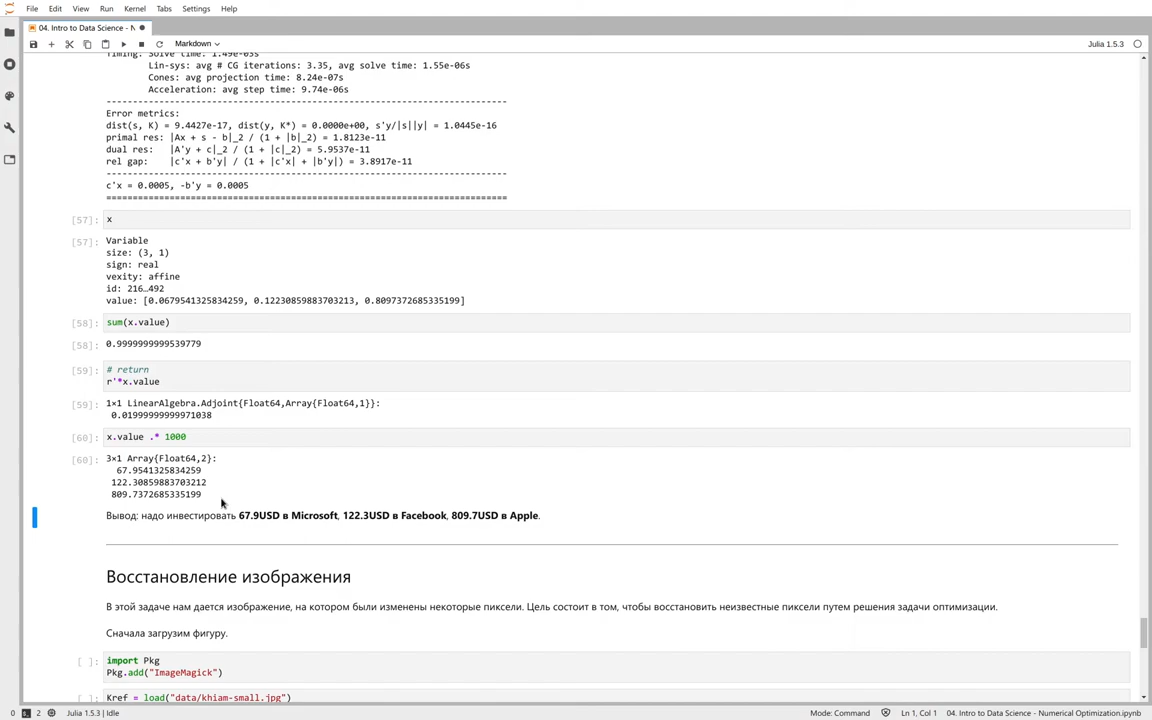 File Edit View Run Kernel Tabs Settings Help
04. Intro to Data Science - N
Markdown
Julia 1.5.3
Timing: Solve time: 1.49e-03s
Lin-sys: avg # CG iterations: 3.35, avg solve time: 1.55e-06s
Cones: avg projection time: 8.24e-07s
Acceleration: avg step time: 9.74e-06s
----------------------------------------------------------------------------
Error metrics:
dist(s, K) = 9.4427e-17, dist(y, K*) = 0.0000e+00, s'y/|s||y| = 1.0445e-16
primal res: |Ax + s - b|_2 / (1 + |b|_2) = 1.8123e-11
dual res: |A'y + c|_2 / (1 + |c|_2) = 5.9537e-11
rel gap: |c'x + b'y| / (1 + |c'x| + |b'y|) = 3.8917e-11
----------------------------------------------------------------------------
c'x = 0.0005, -b'y = 0.0005
============================================================================
[57]: x
[57]: Variable
size: (3, 1)
sign: real
vexity: affine
id: 216…492
value: [0.0679541325834259, 0.12230859883703213, 0.8097372685335199]
[58]: sum(x.value)
[58]: 0.9999999999539779
[59]: # return
r'*x.value
[59]: 1×1 LinearAlgebra.Adjoint{Float64,Array{Float64,1}}:
0.01999999999971038
[60]: x.value .* 1000
[60]: 3×1 Array{Float64,2}:
67.9541325834259
122.30859883703212
809.7372685335199
Вывод: надо инвестировать 67.9USD в Microsoft, 122.3USD в Facebook, 809.7USD в Apple.
Восстановление изображения
В этой задаче нам дается изображение, на котором были изменены некоторые пиксели. Цель состоит в том, чтобы восстановить неизвестные пиксели путем решения задачи оптимизации.
Сначала загрузим фигуру.
[ ]: import Pkg
Pkg.add("ImageMagick")
[ ]: Kref = load("data/khiam-small.jpg")
0 2 Julia 1.5.3 | Idle Mode: Command Ln 1, Col 1 04. Intro to Data Science - Numerical Optimization.ipynb